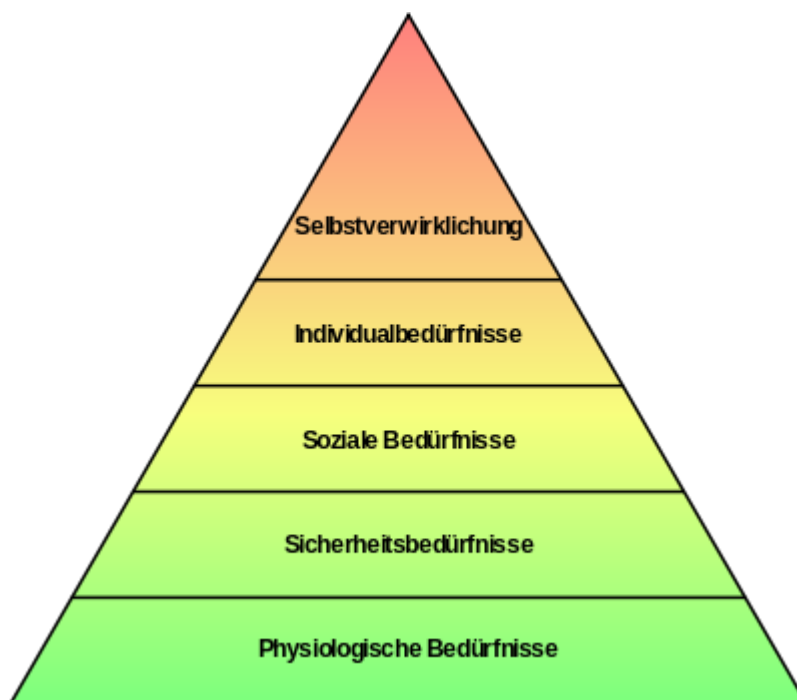 Selbstverwirklichung
Individualbedürfnisse
Soziale Bedürfnisse
Sicherheitsbedürfnisse
Physiologische Bedürfnisse